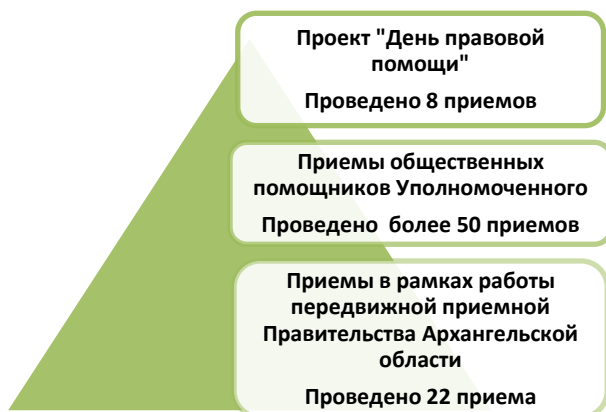 Проект "День правовой
помощи"
Проведено 8 приемов
Приемы общественных
помощников Уполномоченного
Проведено более 50 приемов
Приемы в рамках работы
передвижной приемной
Правительства Архангельской
области
Проведено 22 приема